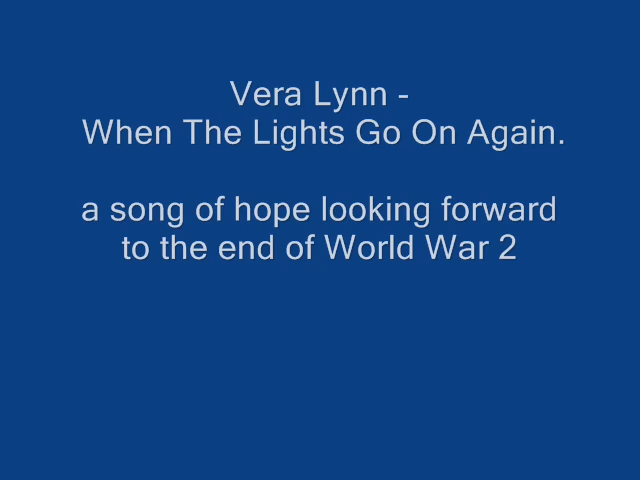 Vera Lynn -
When The Lights Go On Again.
a song of hope looking forward
to the end of World War 2